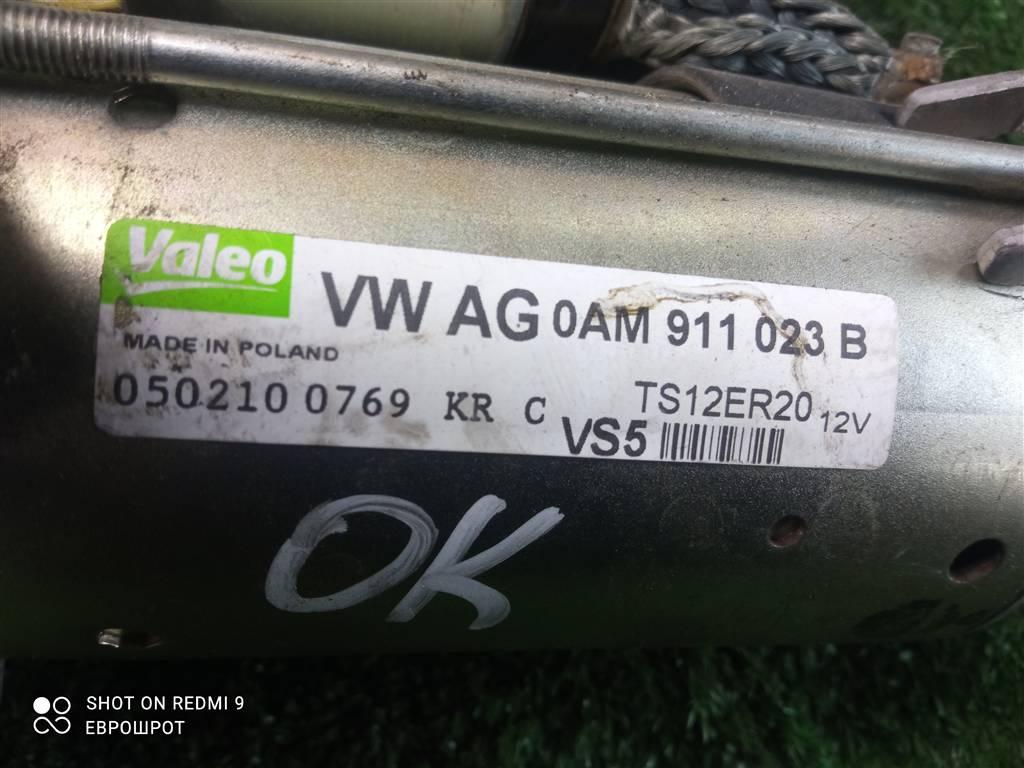 Valeo
VW AG 0AM 911 023 B
MADE IN POLAND
0502100769 KR C
TS12ER20 12V
VS5
OK
SHOT ON REDMI 9
ЕВРОШРОТ